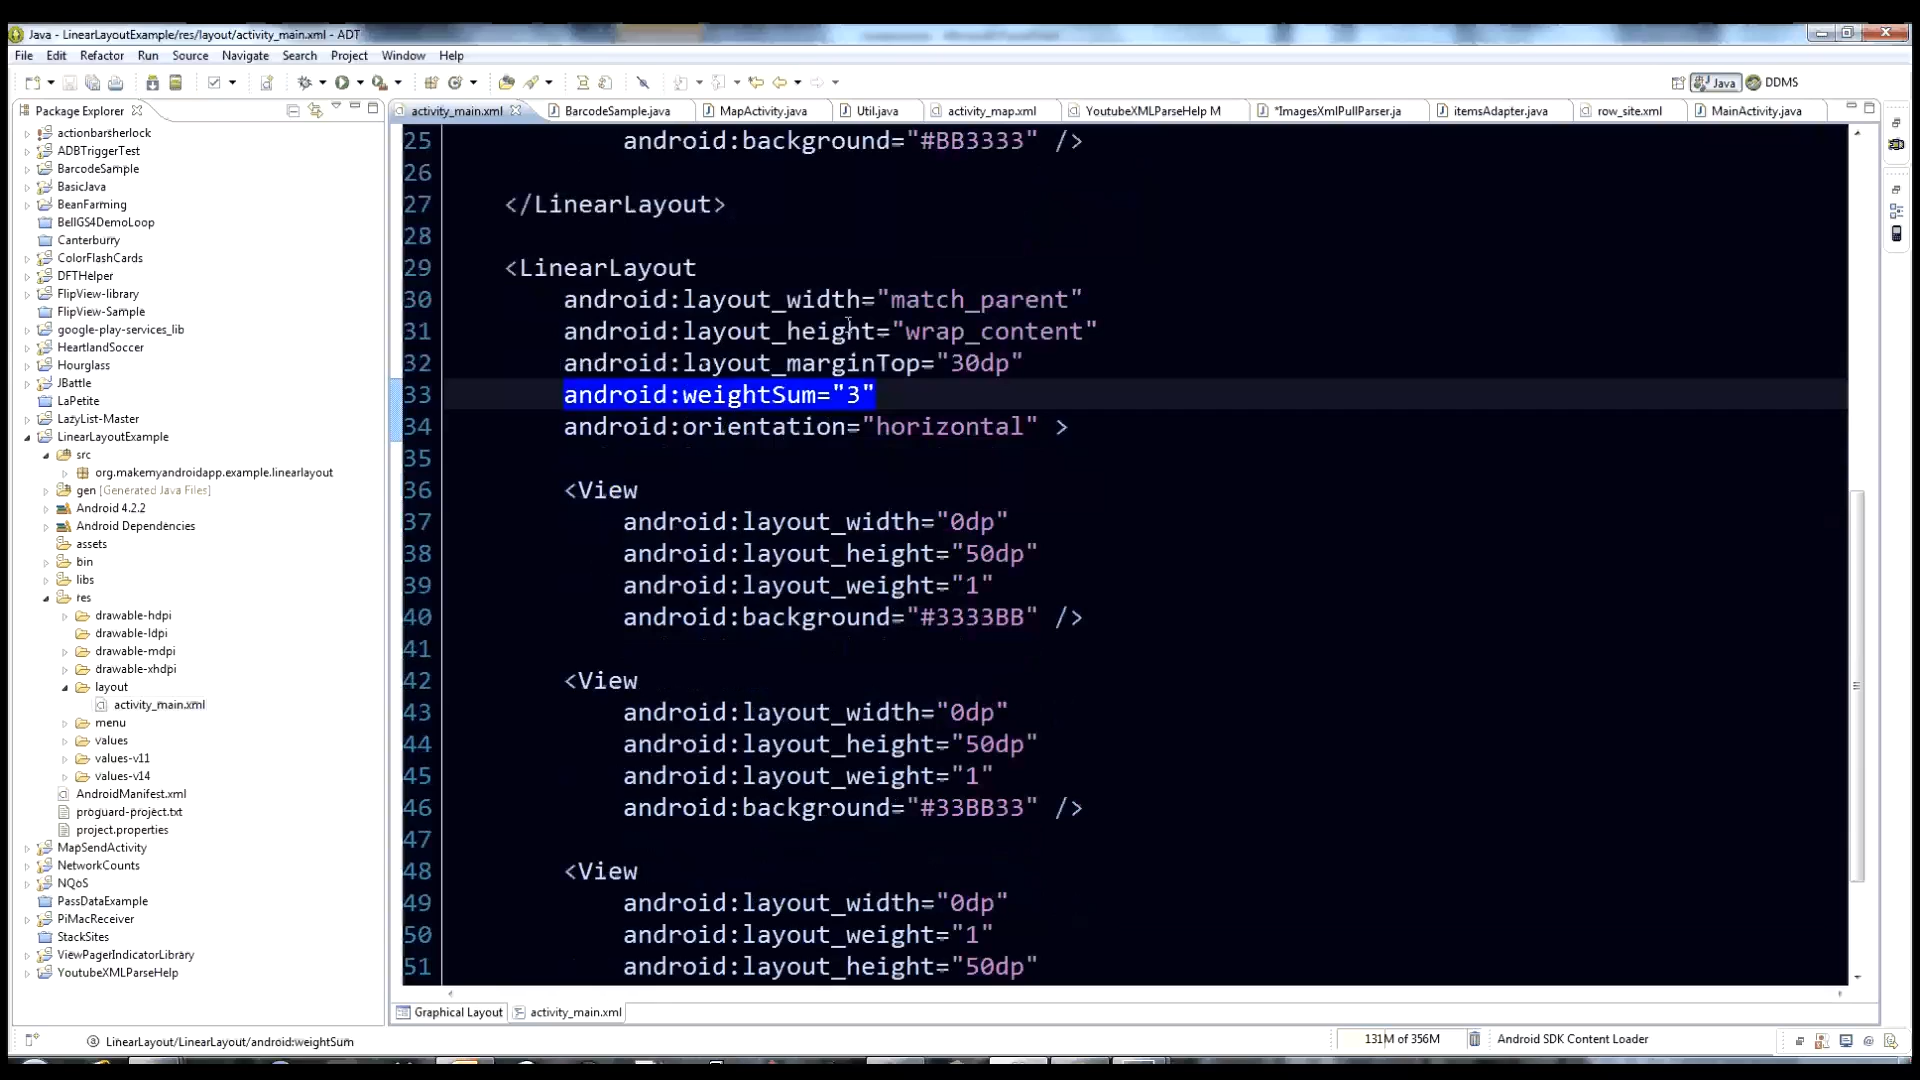 Java - LinearLayoutExample/res/layout/activity_main.xml - ADT
File Edit Refactor Run Source Navigate Search Project Window Help
Java DDMS
Package Explorer
activity_main.xml BarcodeSample.java MapActivity.java Util.java activity_map.xml YoutubeXMLParseHelp M *ImagesXmlPullParser.ja itemsAdapter.java row_site.xml MainActivity.java
actionbarsherlock
ADBTriggerTest
BarcodeSample
BasicJava
BeanFarming
BellGS4DemoLoop
Canterburry
ColorFlashCards
DFTHelper
FlipView-library
FlipView-Sample
google-play-services_lib
HeartlandSoccer
Hourglass
JBattle
LaPetite
LazyList-Master
LinearLayoutExample
src
org.makemyandroidapp.example.linearlayout
gen [Generated Java Files]
Android 4.2.2
Android Dependencies
assets
bin
libs
res
drawable-hdpi
drawable-ldpi
drawable-mdpi
drawable-xhdpi
layout
activity_main.xml
menu
values
values-v11
values-v14
AndroidManifest.xml
proguard-project.txt
project.properties
MapSendActivity
NetworkCounts
NQoS
PassDataExample
PiMacReceiver
StackSites
ViewPagerIndicatorLibrary
YoutubeXMLParseHelp
25 android:background="#BB3333" />
26
27 </LinearLayout>
28
29 <LinearLayout
30 android:layout_width="match_parent"
31 android:layout_height="wrap_content"
32 android:layout_marginTop="30dp"
33 android:weightSum="3"
34 android:orientation="horizontal" >
35
36 <View
37 android:layout_width="0dp"
38 android:layout_height="50dp"
39 android:layout_weight="1"
40 android:background="#3333BB" />
41
42 <View
43 android:layout_width="0dp"
44 android:layout_height="50dp"
45 android:layout_weight="1"
46 android:background="#33BB33" />
47
48 <View
49 android:layout_width="0dp"
50 android:layout_weight="1"
51 android:layout_height="50dp"
Graphical Layout activity_main.xml
LinearLayout/LinearLayout/android:weightSum
131M of 356M
Android SDK Content Loader